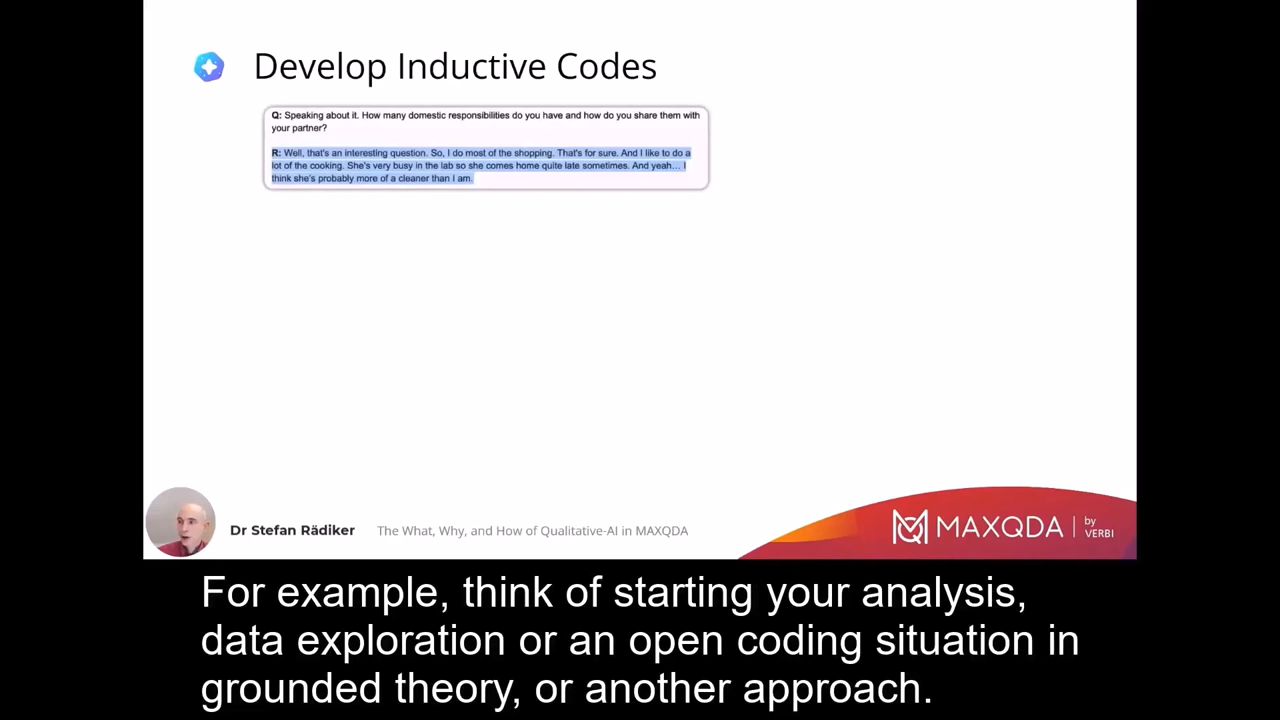 Develop Inductive Codes
Q: Speaking about it. How many domestic responsibilities do you have and how do you share them with
your partner?
R: Well, that's an interesting question. So, I do most of the shopping. That's for sure. And I like to do a
lot of the cooking. She's very busy in the lab so she comes home quite late sometimes. And yeah... I
think she's probably more of a cleaner than I am.
Dr Stefan Rädiker The What, Why, and How of Qualitative-AI in MAXQDA
MAXQDA by
VERBI
For example, think of starting your analysis,
data exploration or an open coding situation in
grounded theory, or another approach.